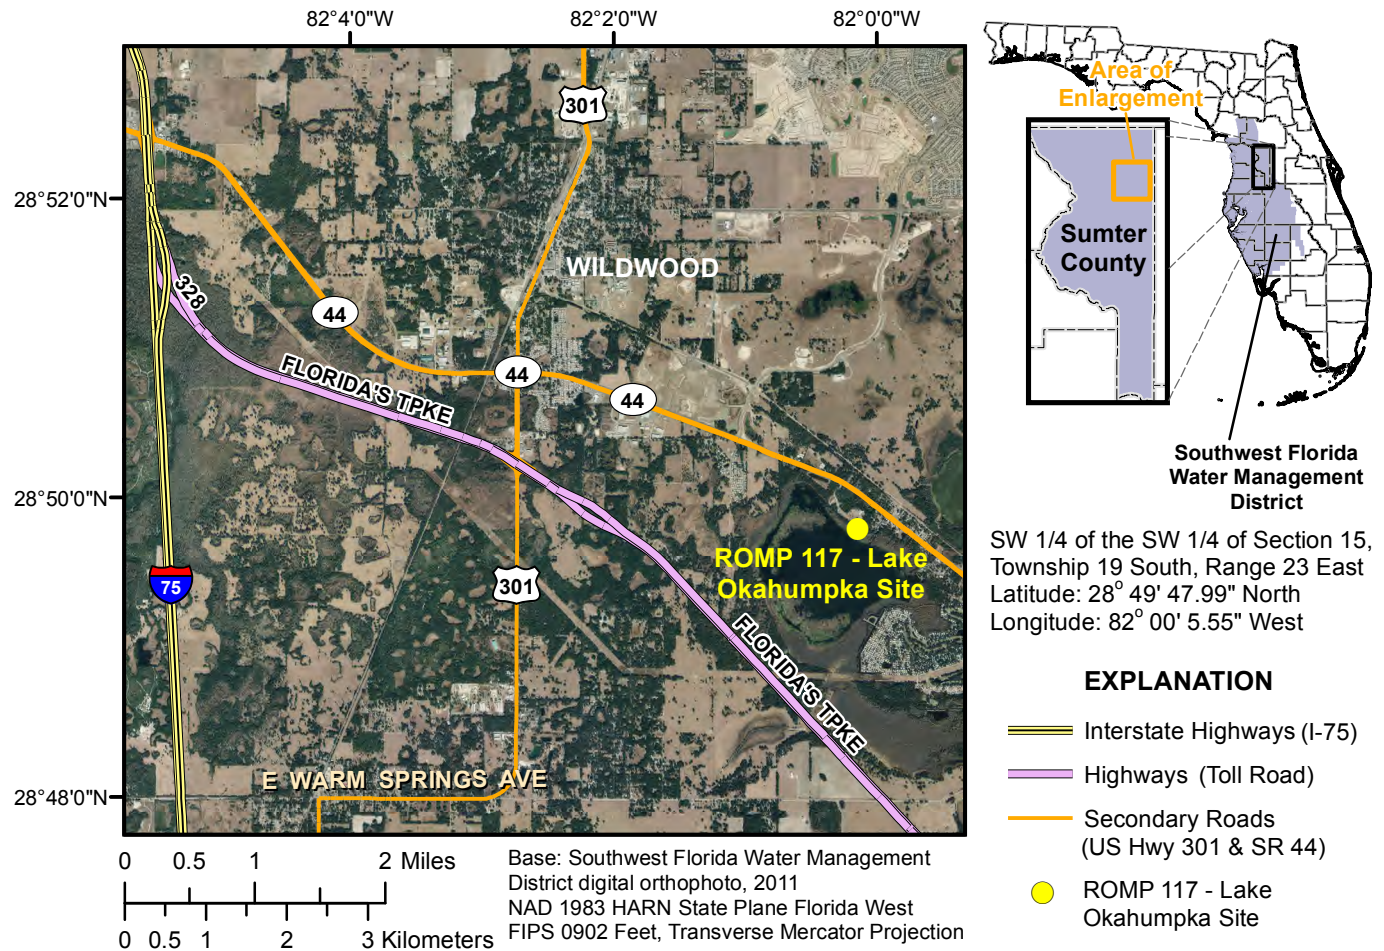 82°4'0"W
82°2'0"W
82°0'0"W
28°52'0"N
28°50'0"N
28°48'0"N
301
WILDWOOD
328
44
FLORIDA'S TPKE
44
44
ROMP 117 - Lake
Okahumpka Site
75
301
FLORIDA'S TPKE
E WARM SPRINGS AVE
Area of
Enlargement
Sumter
County
Southwest Florida
Water Management
District
SW 1/4 of the SW 1/4 of Section 15,
Township 19 South, Range 23 East
Latitude: 28° 49' 47.99" North
Longitude: 82° 00' 5.55" West
EXPLANATION
Interstate Highways (I-75)
Highways (Toll Road)
Secondary Roads
(US Hwy 301 & SR 44)
ROMP 117 - Lake
Okahumpka Site
0 0.5 1 2 Miles
0 0.5 1 2 3 Kilometers
Base: Southwest Florida Water Management
District digital orthophoto, 2011
NAD 1983 HARN State Plane Florida West
FIPS 0902 Feet, Transverse Mercator Projection